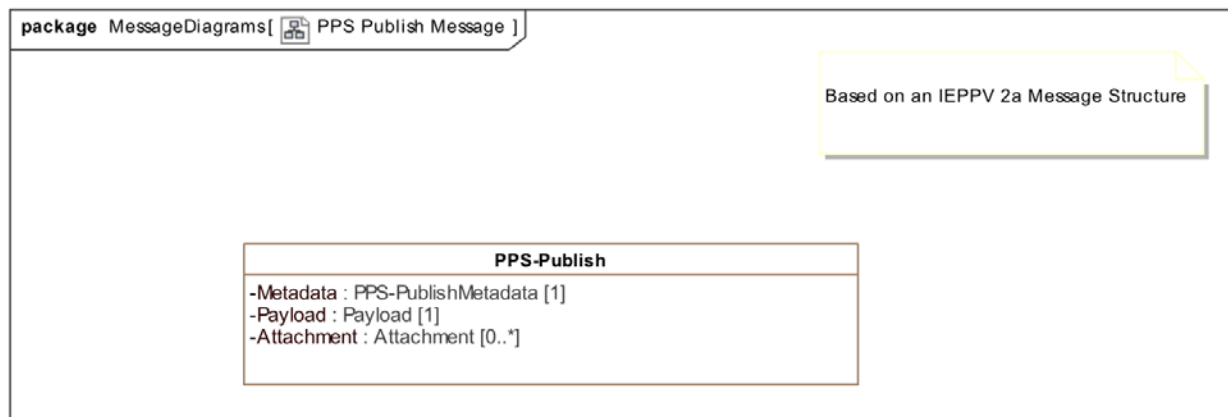 package MessageDiagrams[ PPS Publish Message ]
Based on an IEPPV 2a Message Structure
PPS-Publish
-Metadata : PPS-PublishMetadata [1]
-Payload : Payload [1]
-Attachment : Attachment [0..*]